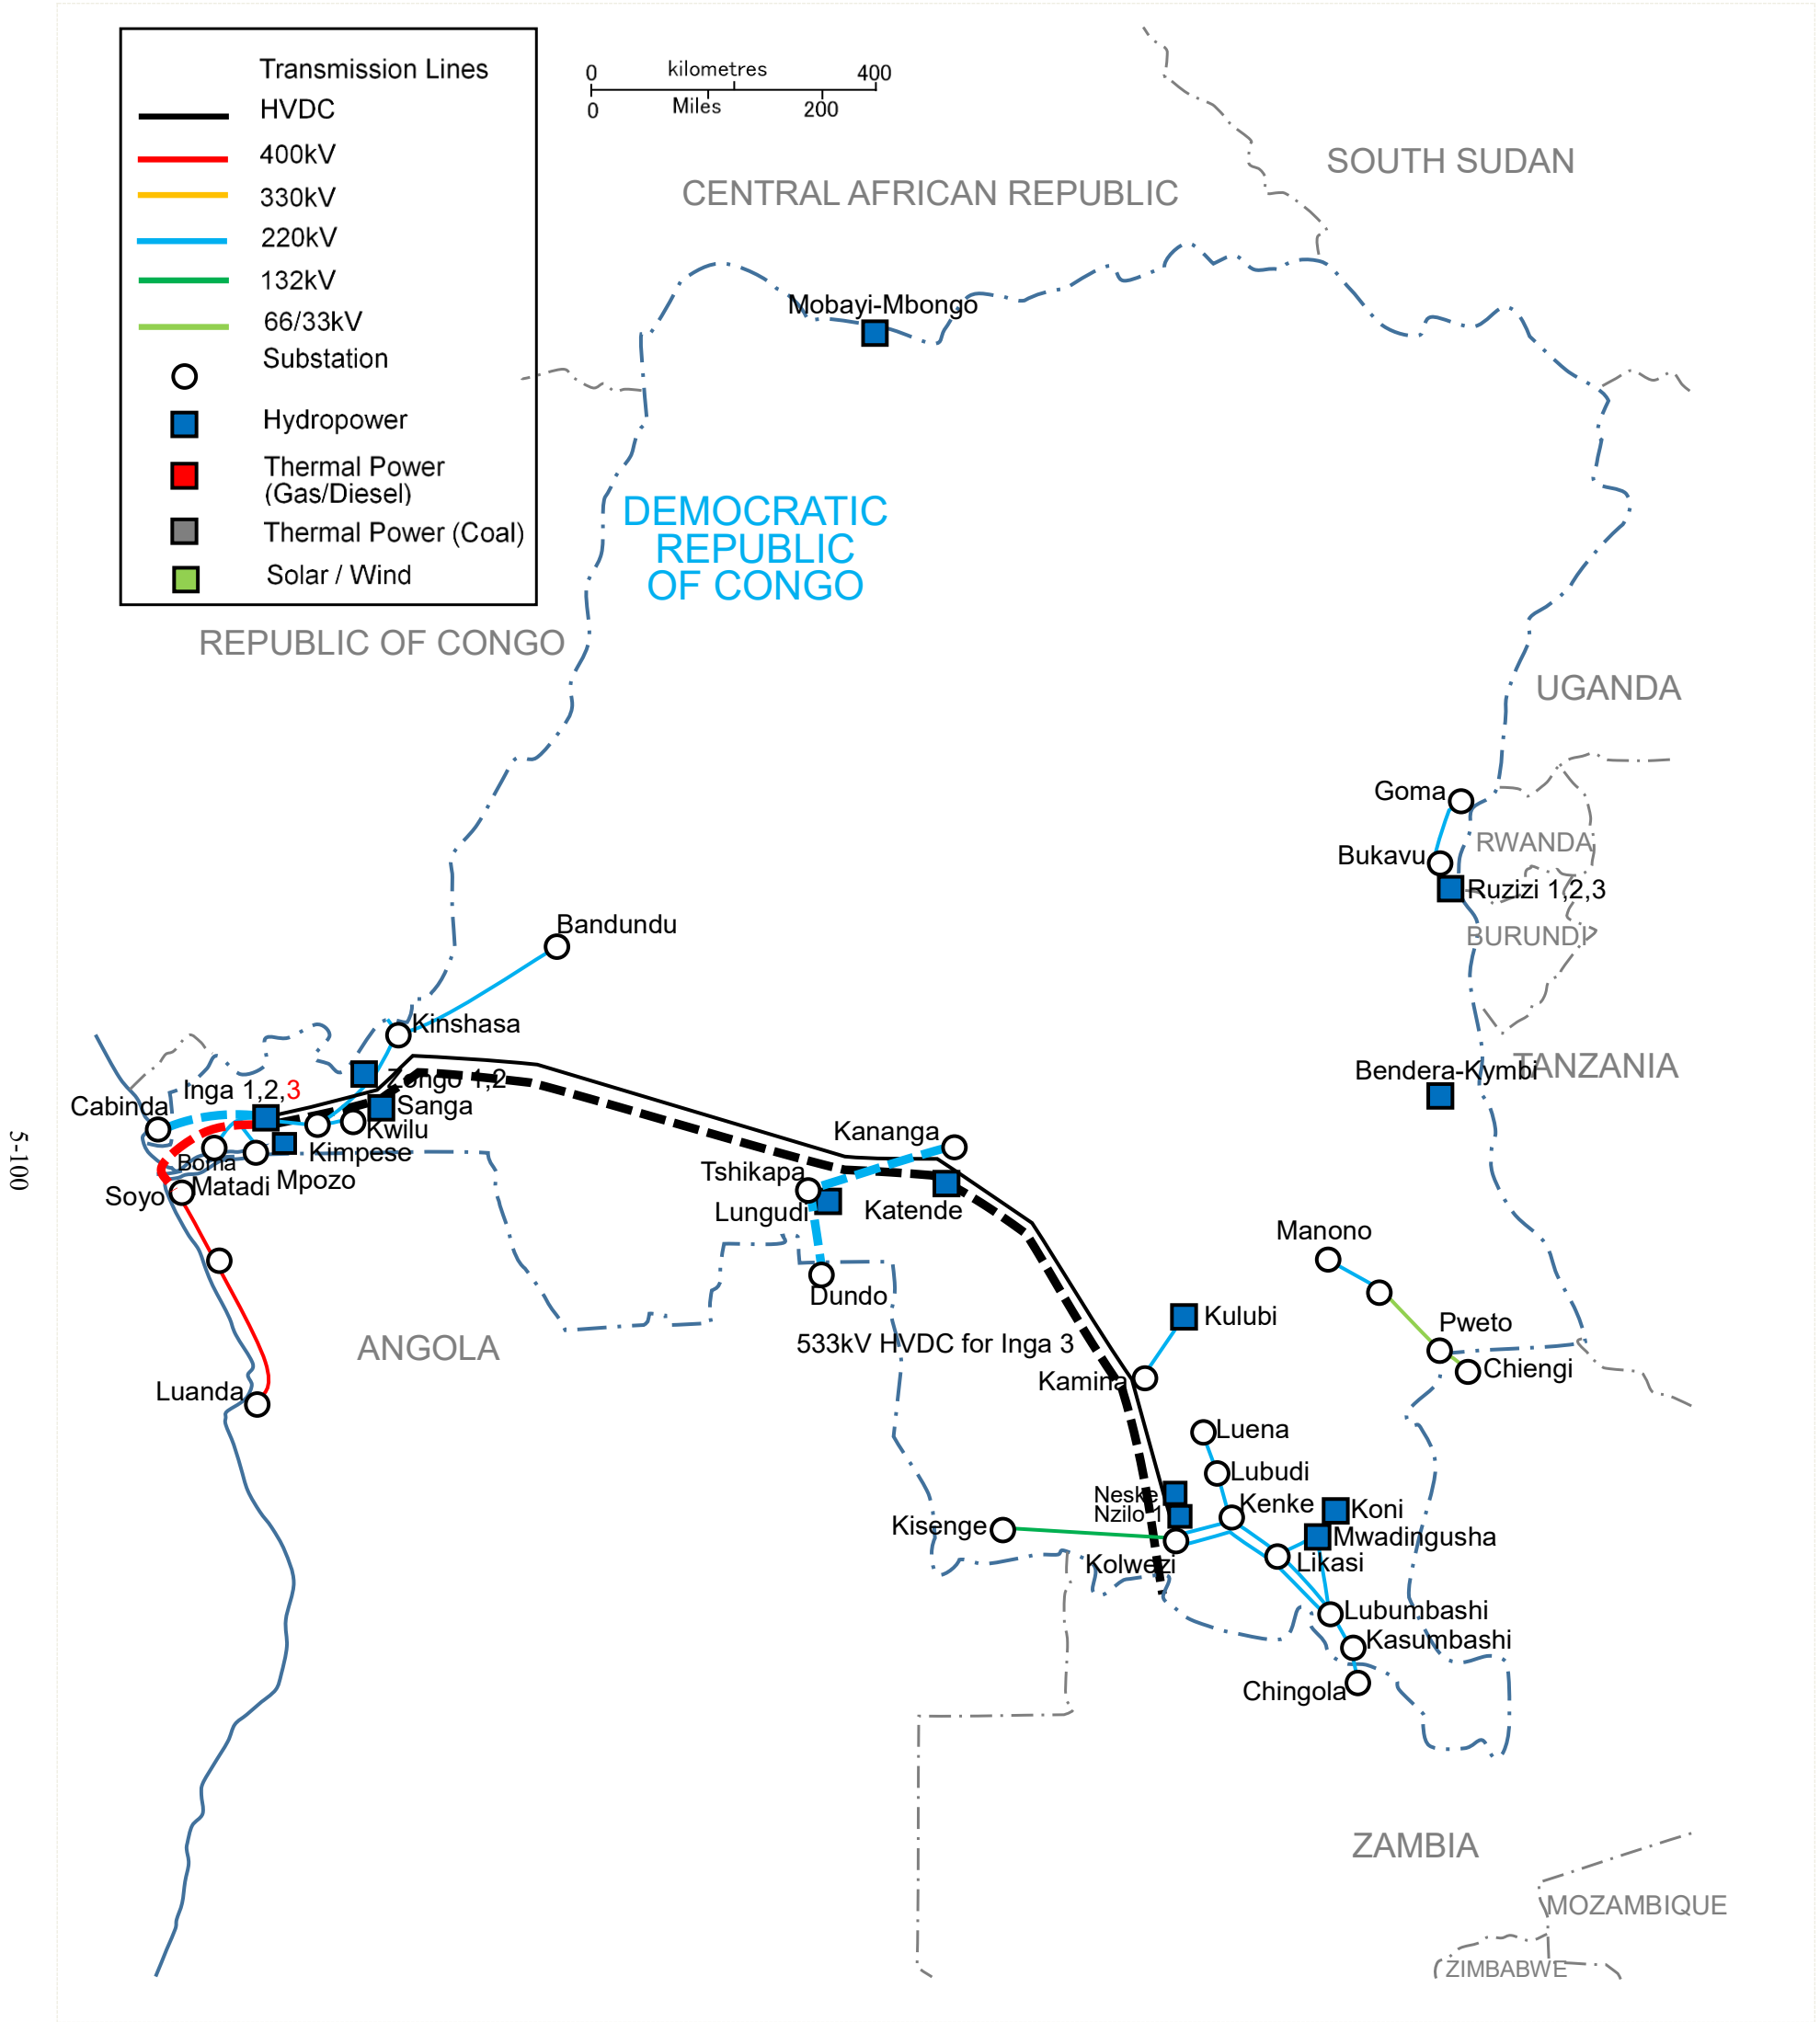 Transmission Lines
HVDC
400kV
330kV
220kV
132kV
66/33kV
Substation
Hydropower
Thermal Power
(Gas/Diesel)
Thermal Power (Coal)
Solar / Wind
0 kilometres 400
0 Miles 200
SOUTH SUDAN
CENTRAL AFRICAN REPUBLIC
Mobayi-Mbongo
DEMOCRATIC
REPUBLIC
OF CONGO
REPUBLIC OF CONGO
UGANDA
Goma
RWANDA
Bukavu
Ruzizi 1,2,3
BURUNDI
Bandundu
Kinshasa
TANZANIA
Bendera-Kymbi
Zongo 1,2
Inga 1,2,3
Cabinda
Sanga
Kwilu
Kimpese
Boma
Mpozo
Matadi
Soyo
Kananga
Tshikapa
Lungudi
Katende
5-100
Dundo
Manono
Kulubi
Pweto
Chiengi
533kV HVDC for Inga 3
ANGOLA
Kamina
Luanda
Luena
Lubudi
Neske
Nzilo 1
Kenke
Koni
Kisenge
Mwadingusha
Kolwezi
Likasi
Lubumbashi
Kasumbashi
Chingola
ZAMBIA
MOZAMBIQUE
ZIMBABWE